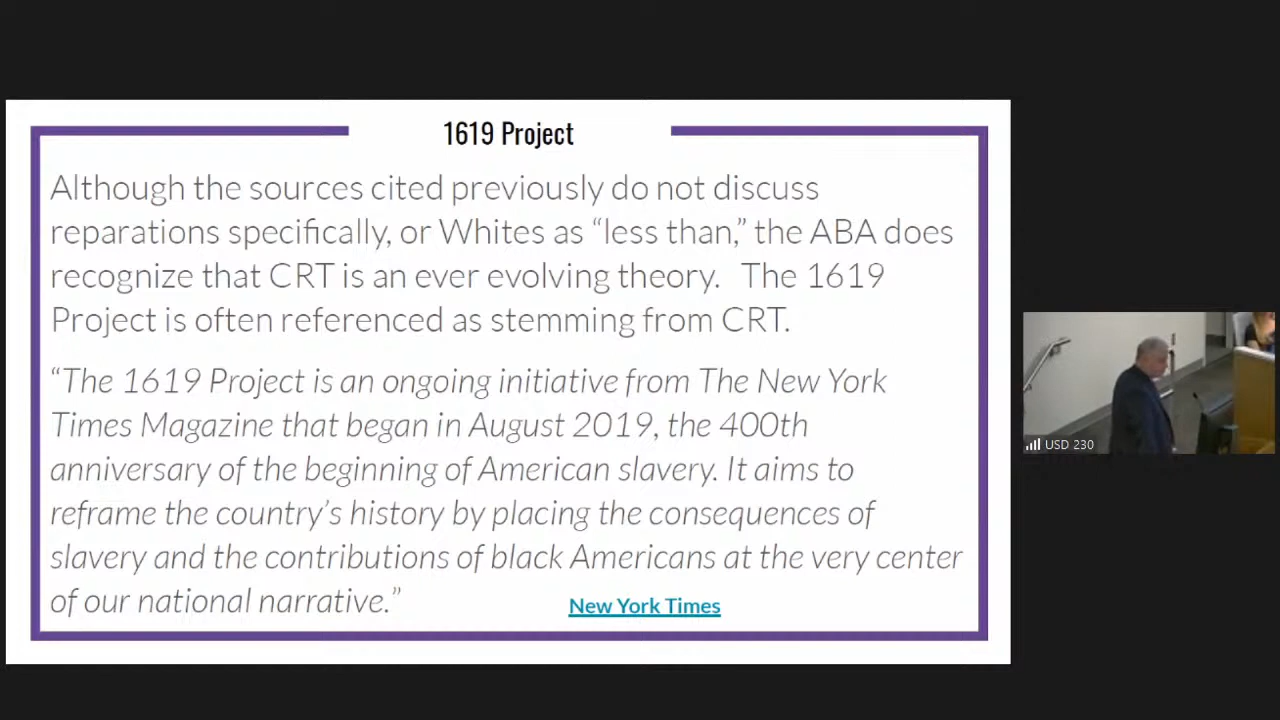 1619 Project
Although the sources cited previously do not discuss
reparations specifically, or Whites as “less than,” the ABA does
recognize that CRT is an ever evolving theory.   The 1619
Project is often referenced as stemming from CRT.
“The 1619 Project is an ongoing initiative from The New York
Times Magazine that began in August 2019, the 400th
anniversary of the beginning of American slavery. It aims to
reframe the country’s history by placing the consequences of
slavery and the contributions of black Americans at the very center
of our national narrative.”
New York Times
USD 230